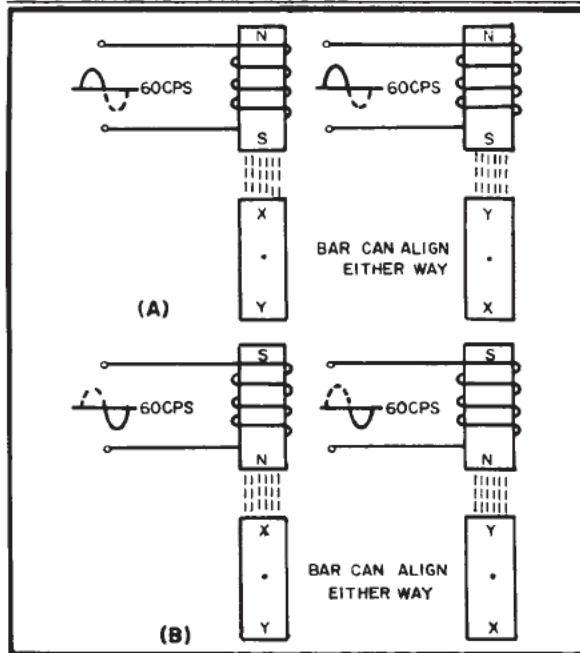 N
N
60CPS
60CPS
S
S
X
Y
BAR CAN ALIGN
EITHER WAY
Y
X
(A)
S
S
60CPS
60CPS
N
N
X
Y
BAR CAN ALIGN
EITHER WAY
Y
X
(B)